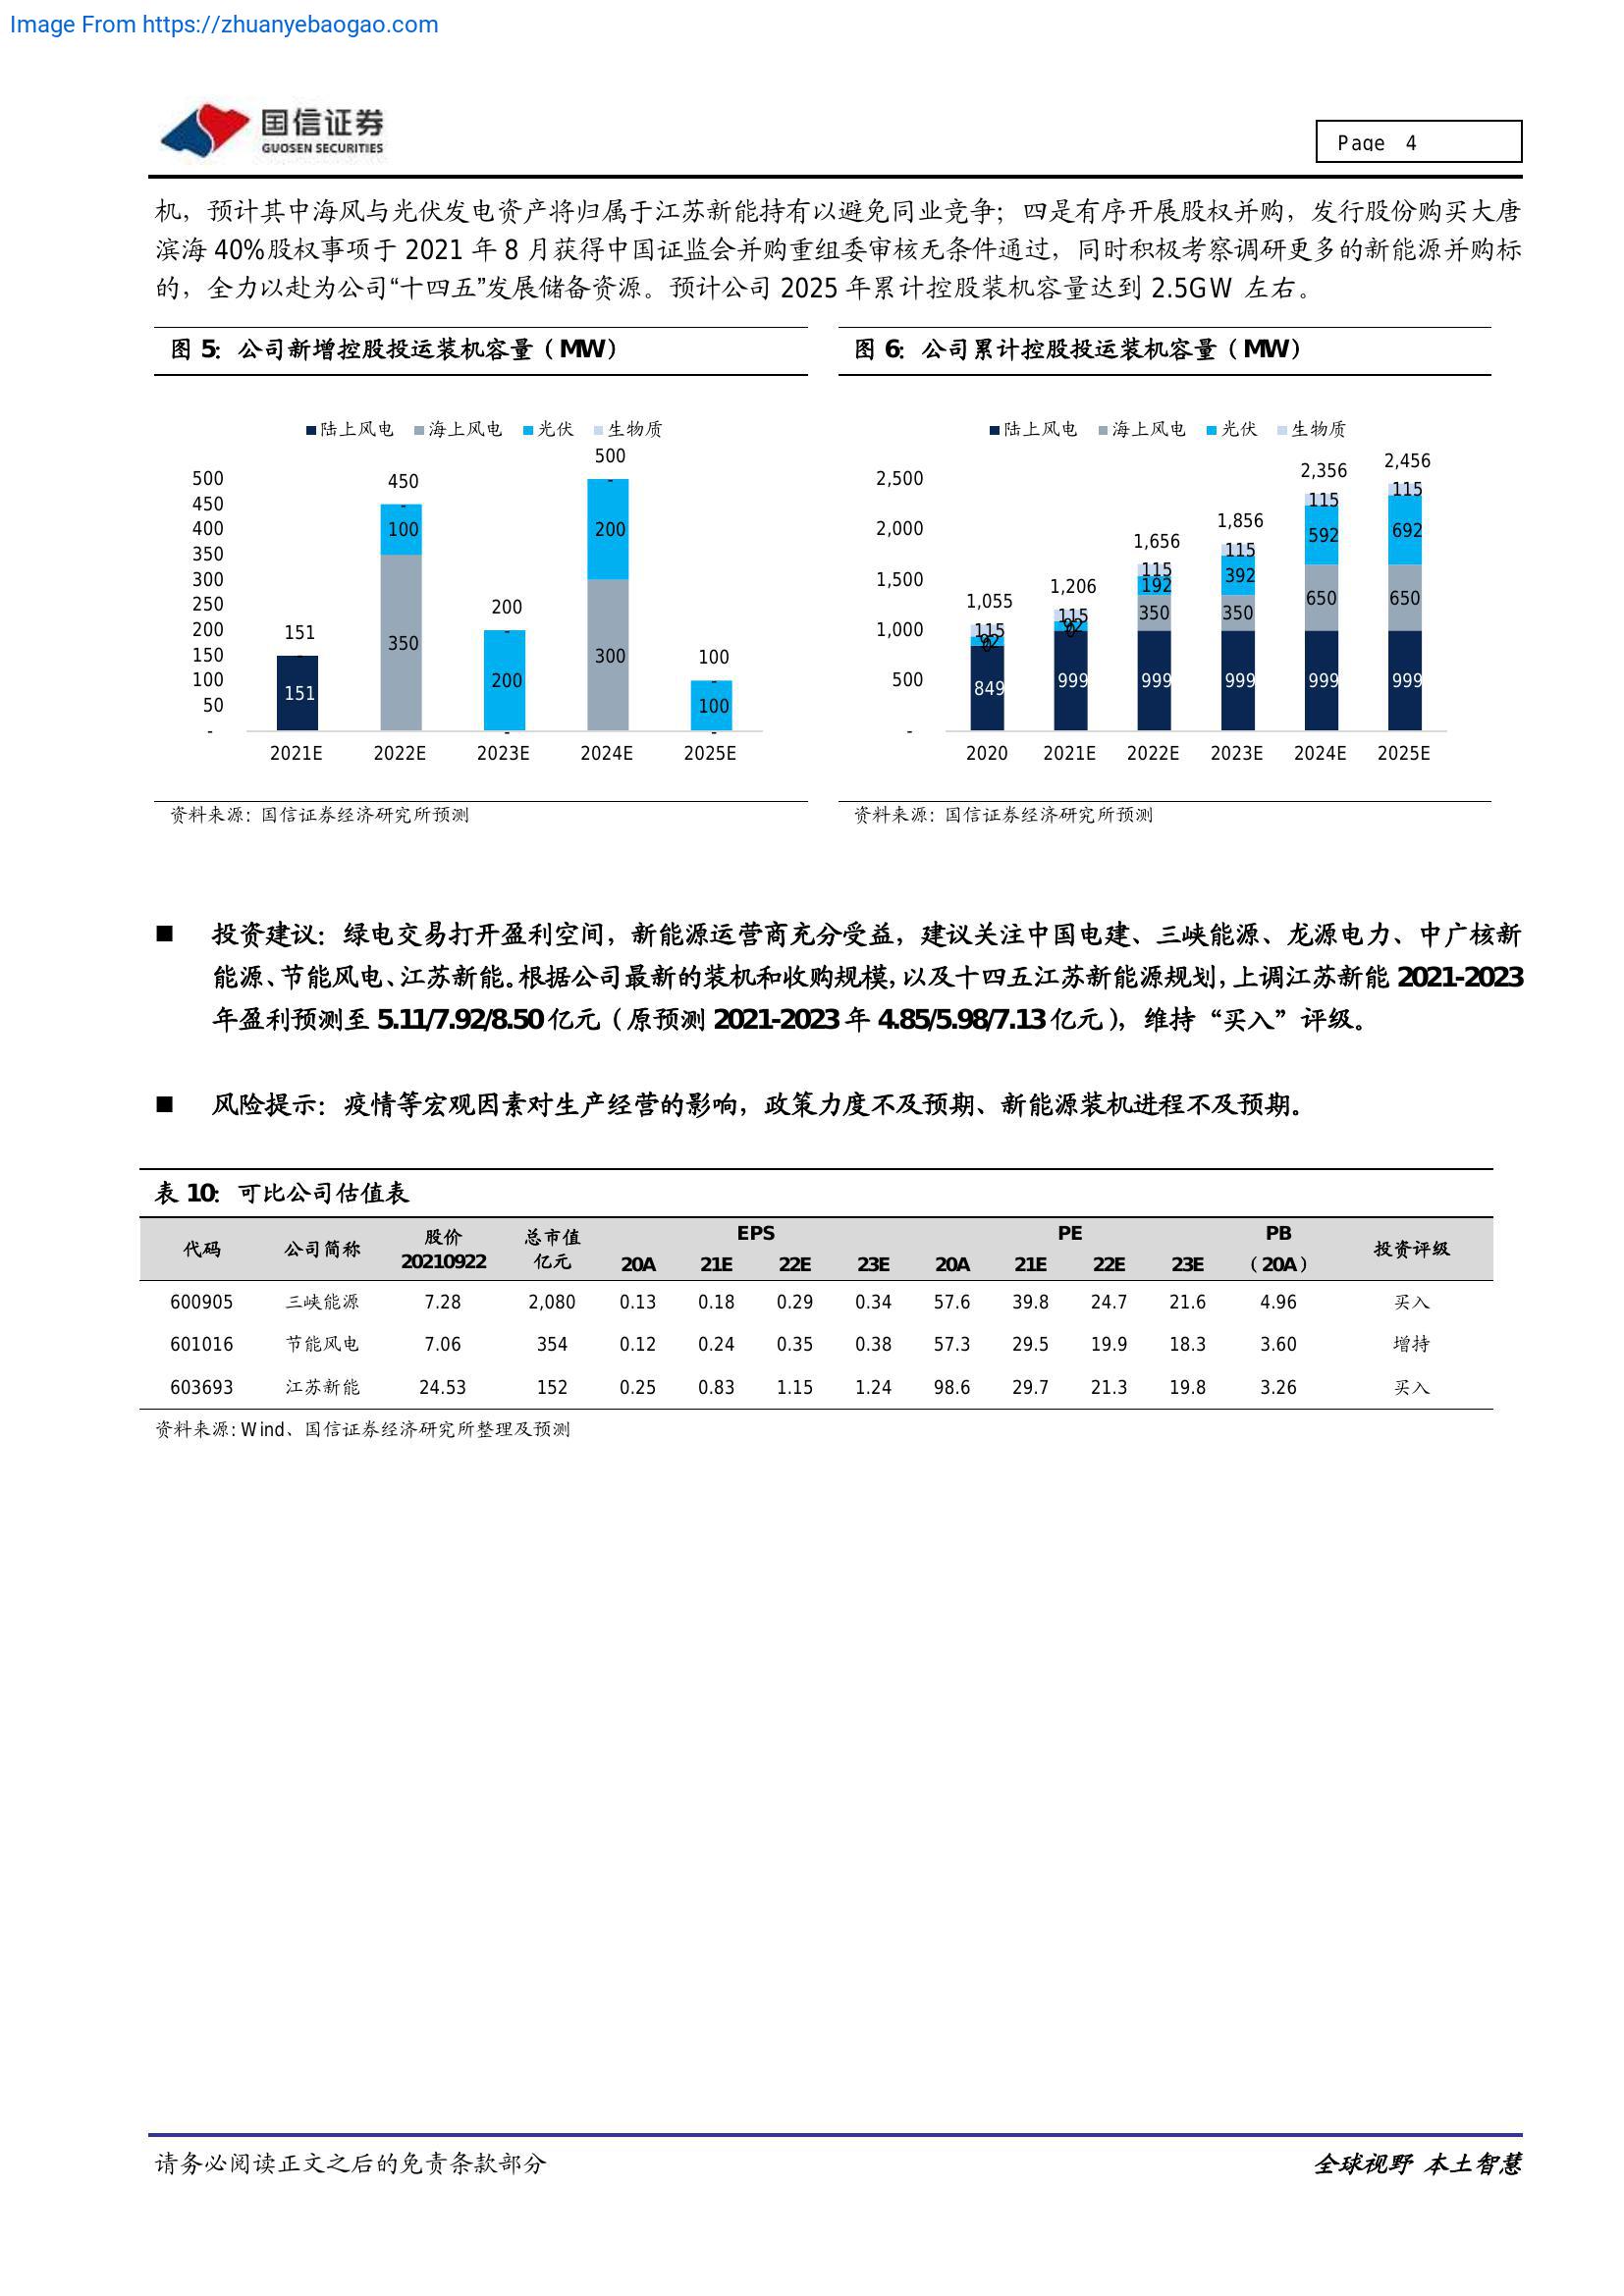 Image From https://zhuanyebaogao.com
国信证券
GUOSEN SECURITIES
Page 4
机，预计其中海风与光伏发电资产将归属于江苏新能持有以避免同业竞争；四是有序开展股权并购，发行股份购买大唐
滨海 40%股权事项于 2021 年 8 月获得中国证监会并购重组委审核无条件通过，同时积极考察调研更多的新能源并购标
的，全力以赴为公司“十四五”发展储备资源。预计公司 2025 年累计控股装机容量达到 2.5GW 左右。
图 5：公司新增控股投运装机容量（MW）
陆上风电 海上风电 光伏 生物质
500
450
400
350
300
250
200
150
100
50
-
151
151
450
-
100
350
200
-
200
-
500
-
200
300
100
-
100
-
2021E 2022E 2023E 2024E 2025E
资料来源：国信证券经济研究所预测
图 6：公司累计控股投运装机容量（MW）
陆上风电 海上风电 光伏 生物质
2,500
2,000
1,500
1,000
500
-
1,055
115
92
0
849
1,206
115
92
0
999
1,656
115
192
350
999
1,856
115
392
350
999
2,356
115
592
650
999
2,456
115
692
650
999
2020 2021E 2022E 2023E 2024E 2025E
资料来源：国信证券经济研究所预测
■ 投资建议：绿电交易打开盈利空间，新能源运营商充分受益，建议关注中国电建、三峡能源、龙源电力、中广核新
能源、节能风电、江苏新能。根据公司最新的装机和收购规模，以及十四五江苏新能源规划，上调江苏新能 2021-2023
年盈利预测至 5.11/7.92/8.50 亿元（原预测 2021-2023 年 4.85/5.98/7.13 亿元），维持“买入”评级。
■ 风险提示：疫情等宏观因素对生产经营的影响，政策力度不及预期、新能源装机进程不及预期。
表 10：可比公司估值表
代码 公司简称 股价 总市值 EPS PE PB 投资评级
20210922 亿元 20A 21E 22E 23E 20A 21E 22E 23E （20A）
600905 三峡能源 7.28 2,080 0.13 0.18 0.29 0.34 57.6 39.8 24.7 21.6 4.96 买入
601016 节能风电 7.06 354 0.12 0.24 0.35 0.38 57.3 29.5 19.9 18.3 3.60 增持
603693 江苏新能 24.53 152 0.25 0.83 1.15 1.24 98.6 29.7 21.3 19.8 3.26 买入
资料来源：Wind、国信证券经济研究所整理及预测
请务必阅读正文之后的免责条款部分
全球视野 本土智慧